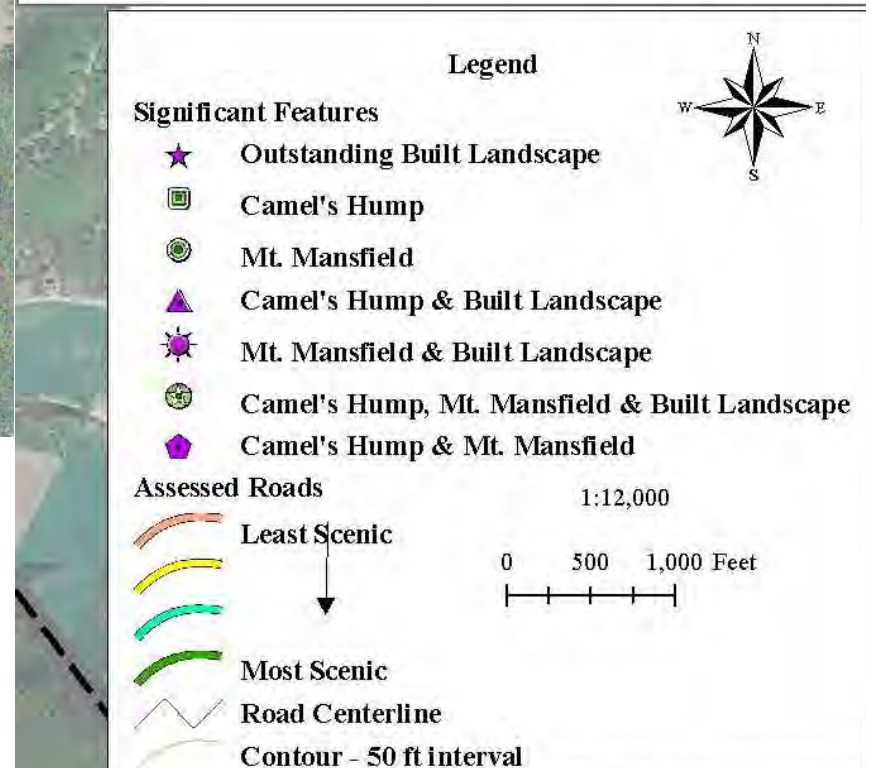 N
Legend
W E
Significant Features
S
Outstanding Built Landscape
Camel's Hump
Mt. Mansfield
Camel's Hump & Built Landscape
Mt. Mansfield & Built Landscape
Camel's Hump, Mt. Mansfield & Built Landscape
Camel's Hump & Mt. Mansfield
Assessed Roads
1:12,000
Least Scenic
0 500 1,000 Feet
Most Scenic
Road Centerline
Contour - 50 ft interval